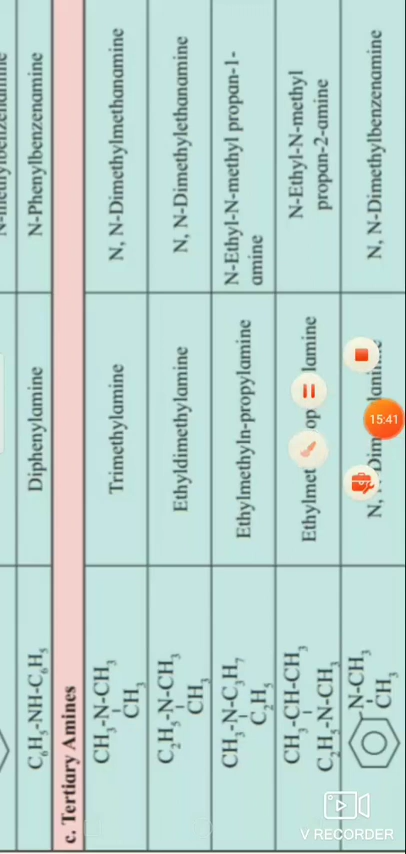 N-Phenylbenzenamine
Diphenylamine
C₆H₅-NH-C₆H₅
c. Tertiary Amines
CH₃-N-CH₃
CH₃
Trimethylamine
N, N-Dimethylmethanamine
C₂H₅-N-CH₃
CH₃
Ethyldimethylamine
N, N-Dimethylethanamine
CH₃-N-C₃H₇
C₂H₅
Ethylmethyln-propylamine
N-Ethyl-N-methyl propan-1-
amine
CH₃-CH-CH₃
C₂H₅-N-CH₃
N-Ethyl-N-methyl
propan-2-amine
N-CH₃
CH₃
N, N-Dimethylbenzenamine
15:41
V RECORDER